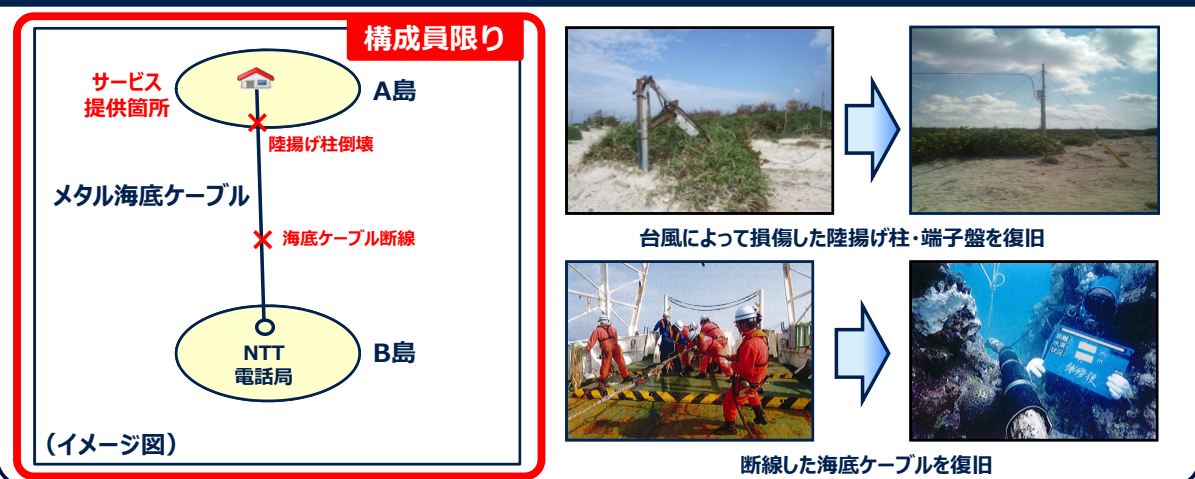 構成員限り
サービス
提供箇所
A島
陸揚げ柱倒壊
メタル海底ケーブル
海底ケーブル断線
NTT
電話局
B島
(イメージ図)
台風によって損傷した陸揚げ柱・端子盤を復旧
m
m
補修後
断線した海底ケーブルを復旧